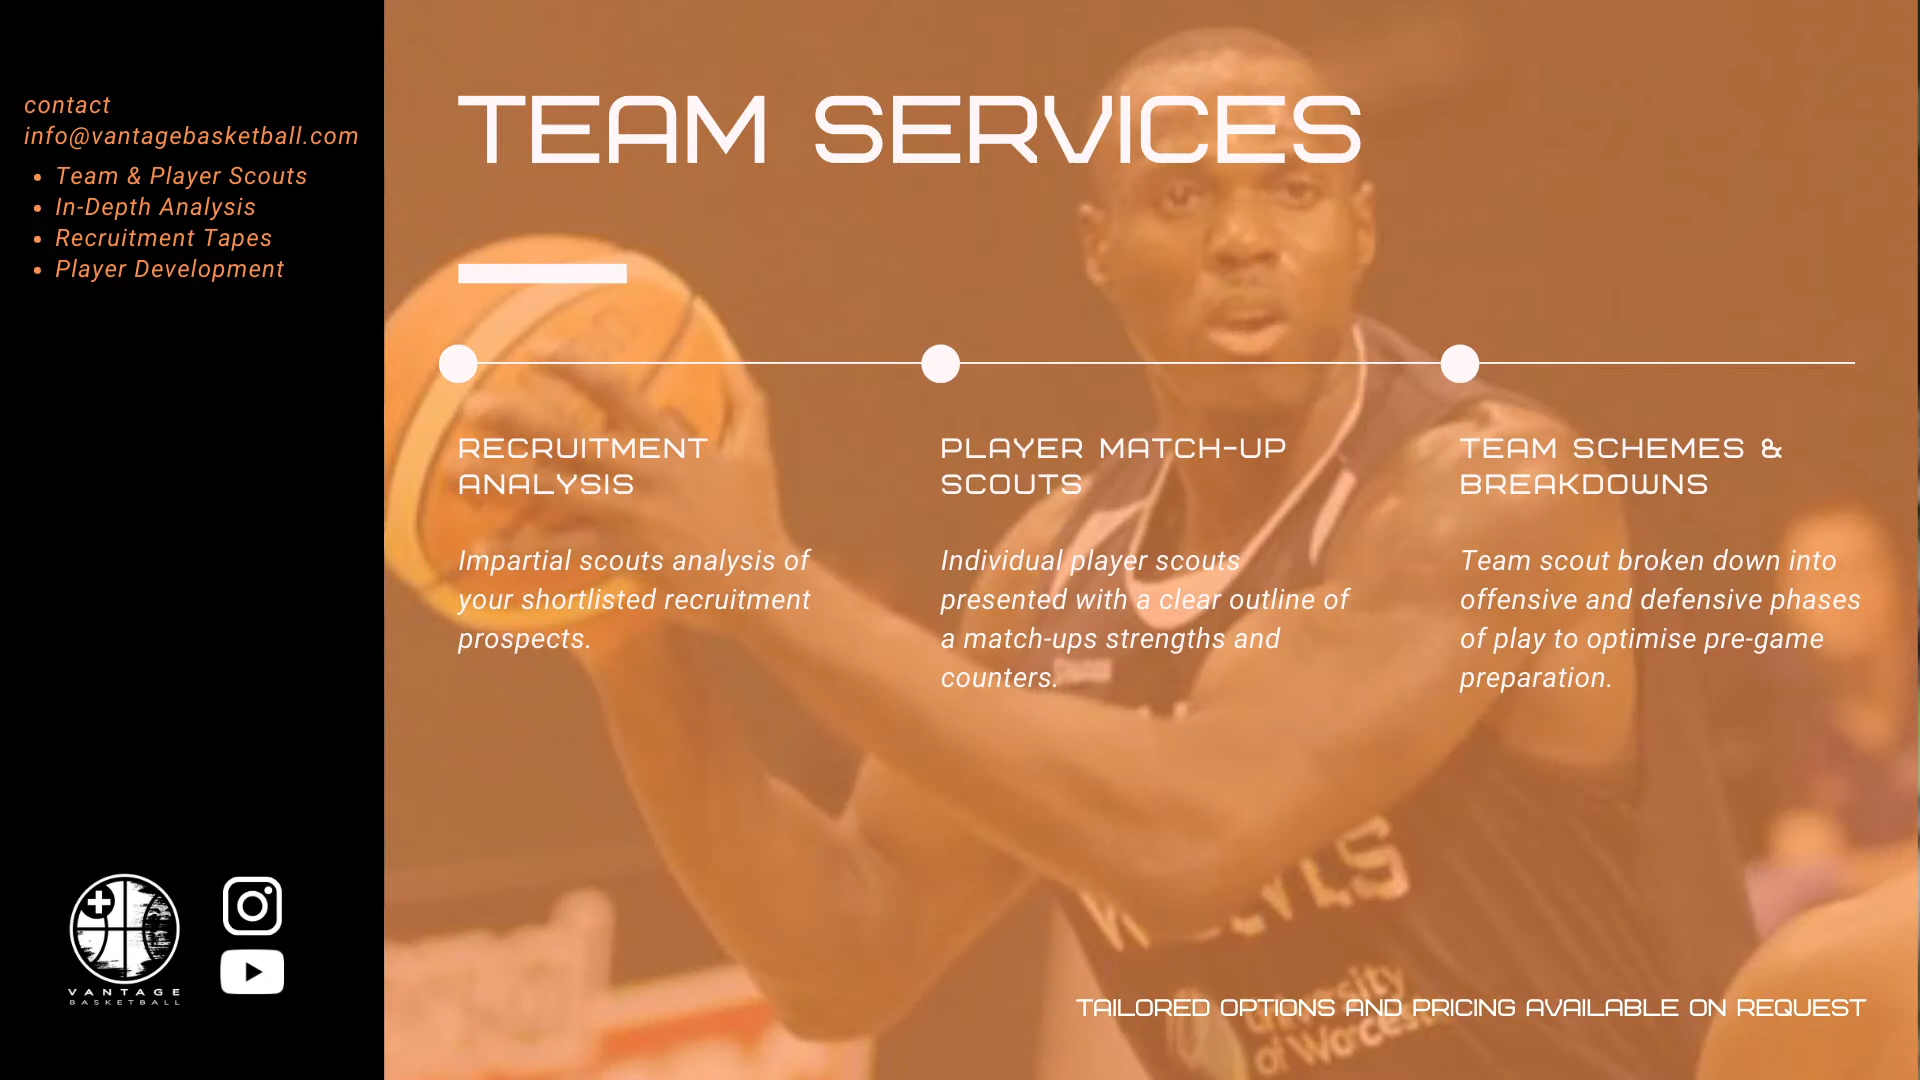 contact
info@vantagebasketball.com
• Team & Player Scouts
• In-Depth Analysis
• Recruitment Tapes
• Player Development
VANTAGE
BASKETBALL
TEAM SERVICES
RECRUITMENT
ANALYSIS
Impartial scouts analysis of
your shortlisted recruitment
prospects.
PLAYER MATCH-UP
SCOUTS
Individual player scouts
presented with a clear outline of
a match-ups strengths and
counters.
TEAM SCHEMES &
BREAKDOWNS
Team scout broken down into
offensive and defensive phases
of play to optimise pre-game
preparation.
University
of Worcester
TAILORED OPTIONS AND PRICING AVAILABLE ON REQUEST